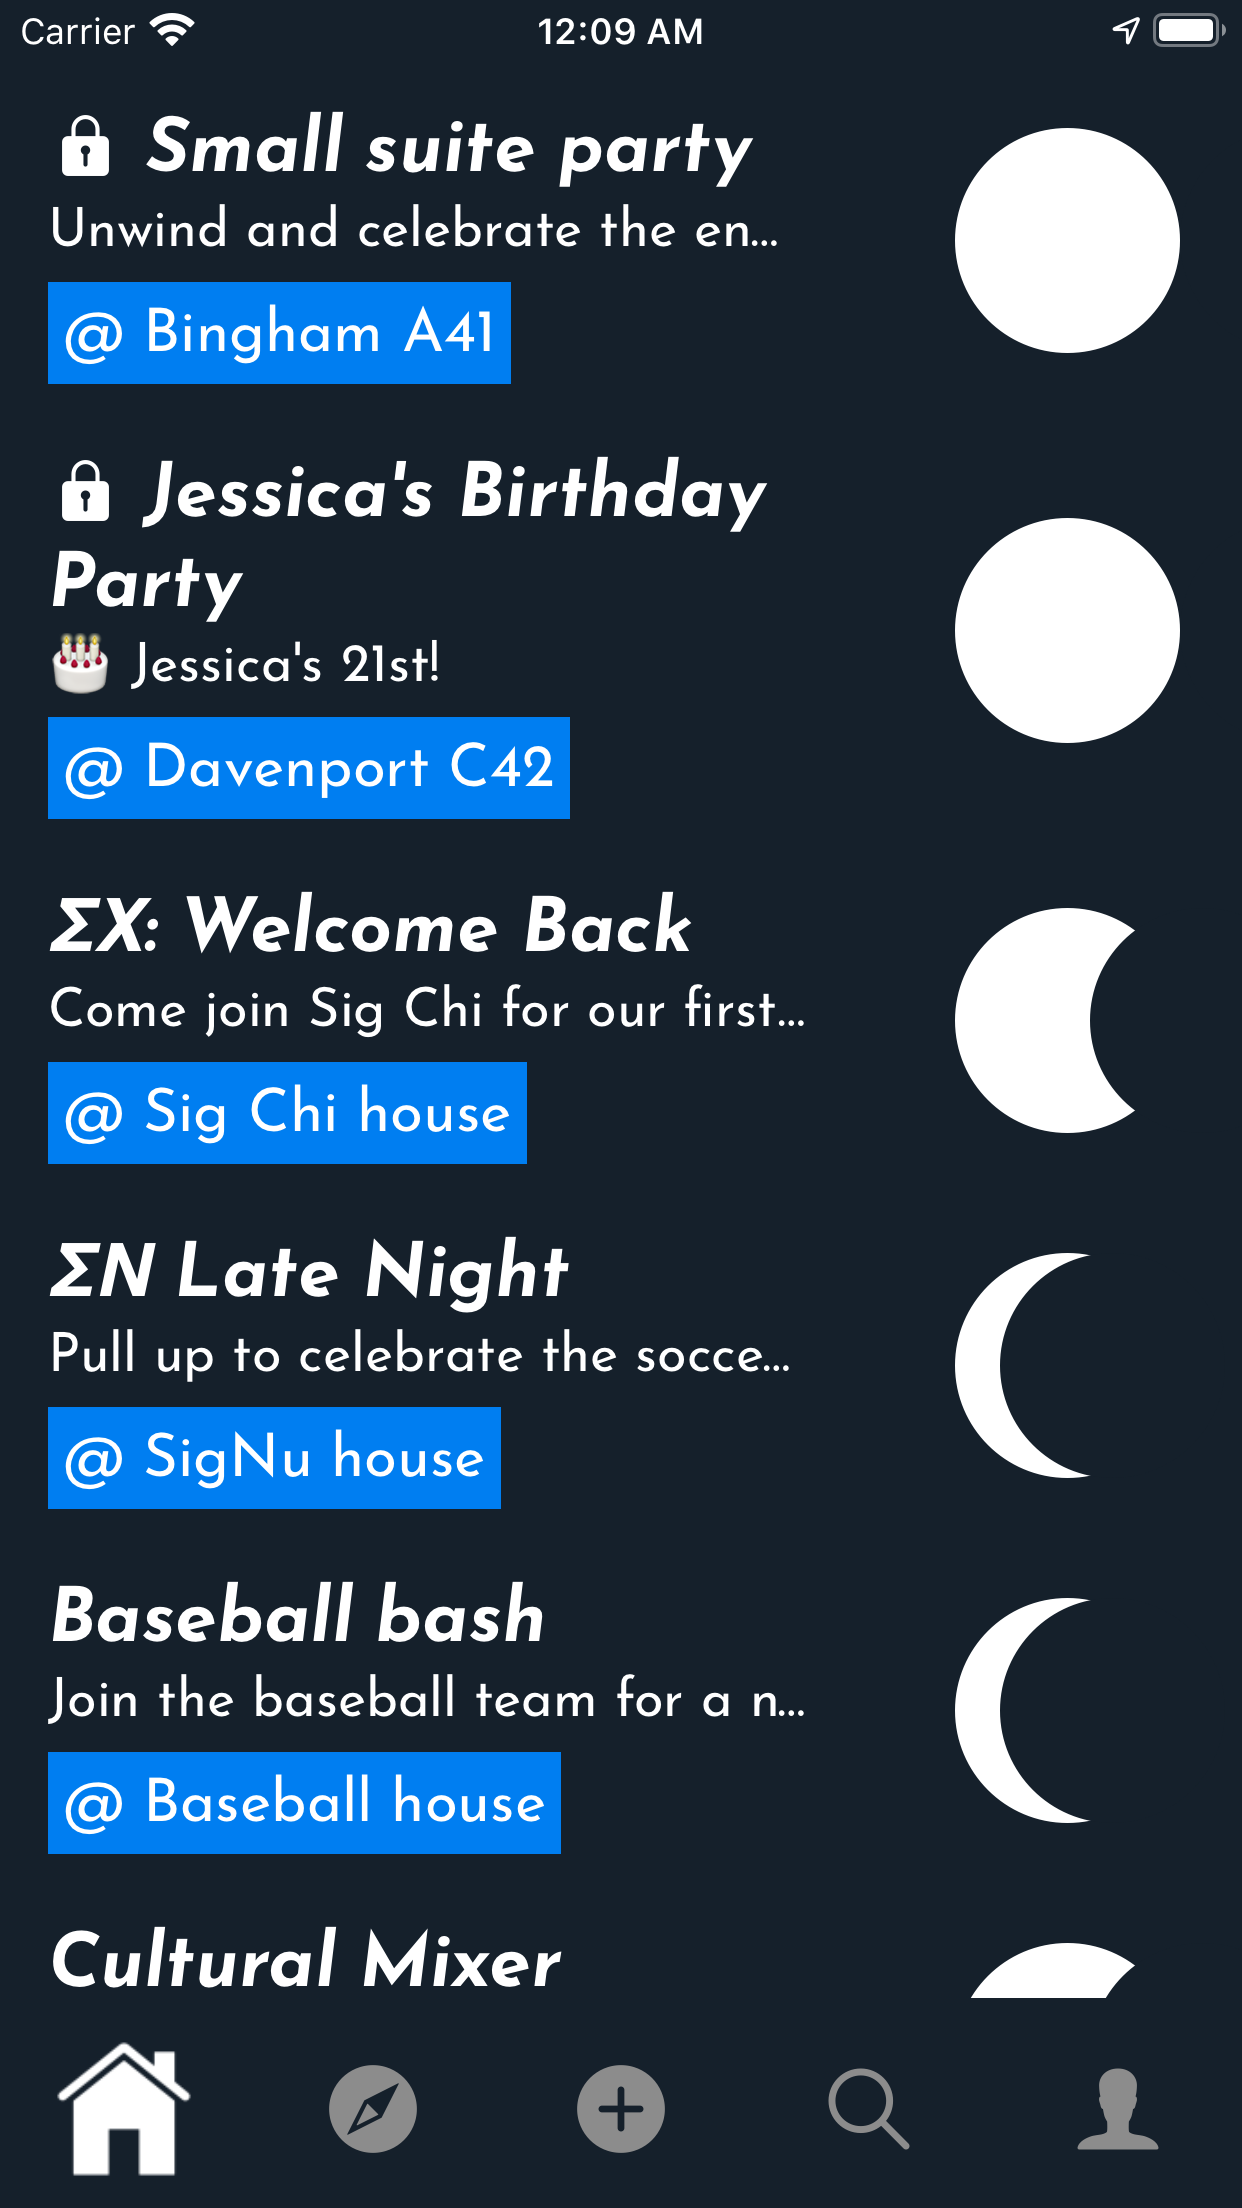 Carrier 12:09 AM
Small suite party
Unwind and celebrate the en...
@ Bingham A41
Jessica's Birthday
Party
🎂 Jessica's 21st!
@ Davenport C42
ΣΧ: Welcome Back
Come join Sig Chi for our first...
@ Sig Chi house
ΣΝ Late Night
Pull up to celebrate the socce...
@ SigNu house
Baseball bash
Join the baseball team for a n...
@ Baseball house
Cultural Mixer